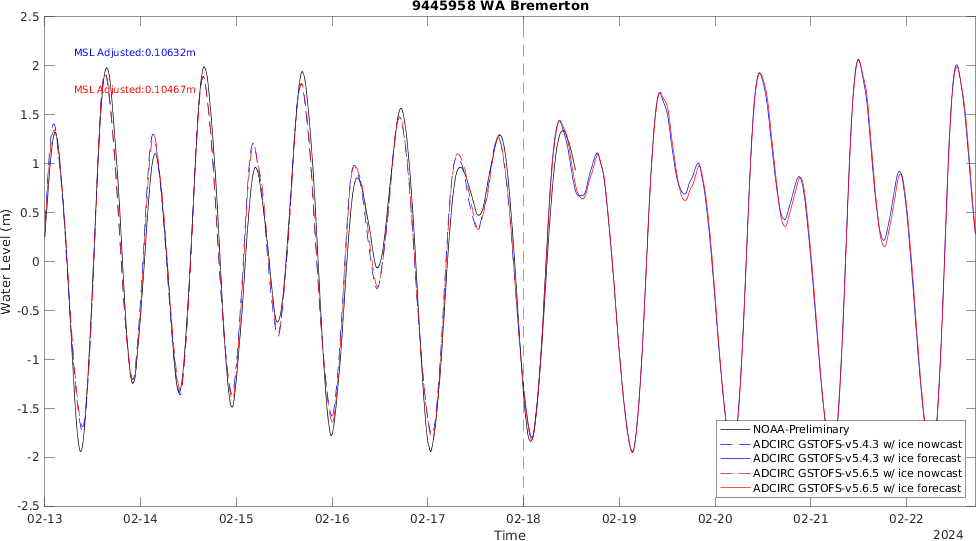 9445958 WA Bremerton
MSL Adjusted:0.10632m
MSL Adjusted:0.10467m
Water Level (m)
2.5
2
1.5
1
0.5
0
-0.5
-1
-1.5
-2
-2.5
NOAA-Preliminary
ADCIRC GSTOFS-v5.4.3 w/ ice nowcast
ADCIRC GSTOFS-v5.4.3 w/ ice forecast
ADCIRC GSTOFS-v5.6.5 w/ ice nowcast
ADCIRC GSTOFS-v5.6.5 w/ ice forecast
02-13 02-14 02-15 02-16 02-17 02-18 02-19 02-20 02-21 02-22
Time
2024